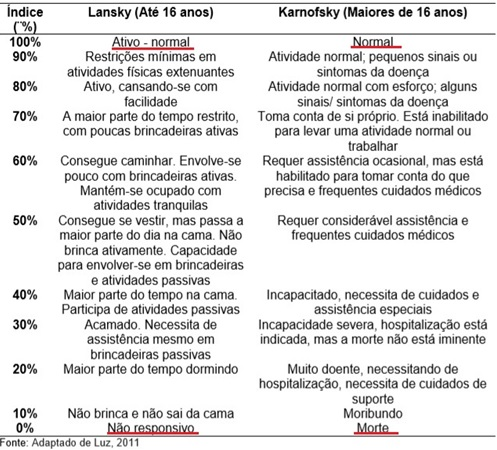 Índice (¨%) Lansky (Até 16 anos) Karnofsky (Maiores de 16 anos)
100% Ativo - normal Normal
90% Restrições mínimas em atividades físicas extenuantes Atividade normal; pequenos sinais ou sintomas da doença
80% Ativo, cansando-se com facilidade Atividade normal com esforço; alguns sinais/ sintomas da doença
70% A maior parte do tempo restrito, com poucas brincadeiras ativas Toma conta de si próprio. Está inabilitado para levar uma atividade normal ou trabalhar
60% Consegue caminhar. Envolve-se pouco com brincadeiras ativas. Mantém-se ocupado com atividades tranquilas Requer assistência ocasional, mas está habilitado para tomar conta do que precisa e frequentes cuidados médicos
50% Consegue se vestir, mas passa a maior parte do dia na cama. Não brinca ativamente. Capacidade para envolver-se em brincadeiras e atividades passivas Requer considerável assistência e frequentes cuidados médicos
40% Maior parte do tempo na cama. Participa de atividades passivas Incapacitado, necessita de cuidados e assistência especiais
30% Acamado. Necessita de assistência mesmo em brincadeiras passivas Incapacidade severa, hospitalização está indicada, mas a morte não está iminente
20% Maior parte do tempo dormindo Muito doente, necessitando de hospitalização, necessita de cuidados de suporte
10% Não brinca e não sai da cama Moribundo
0% Não responsivo Morte
Fonte: Adaptado de Luz, 2011